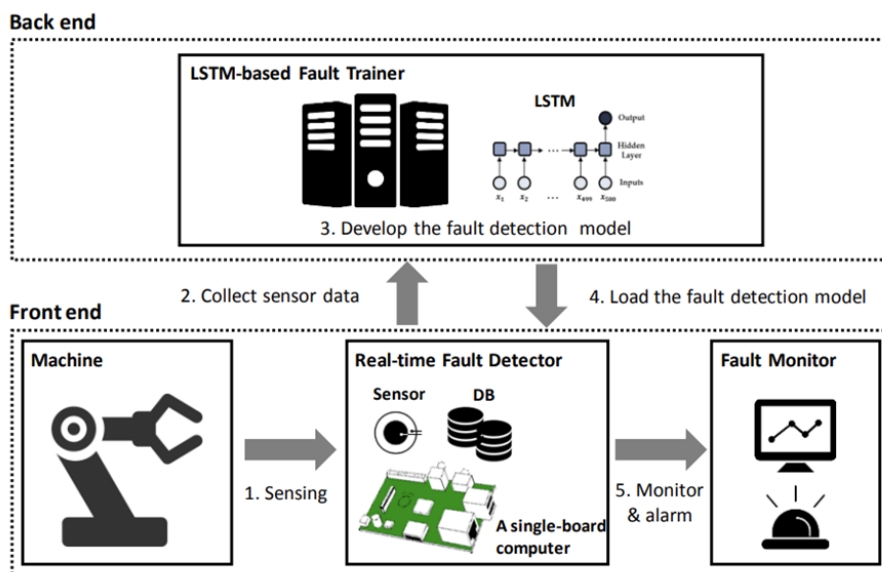 Back end
LSTM-based Fault Trainer
LSTM
Output
Hidden
Layer
Inputs
x1 x2 ... x499 x500
3. Develop the fault detection model
2. Collect sensor data
4. Load the fault detection model
Front end
Machine
Real-time Fault Detector
Fault Monitor
Sensor
DB
1. Sensing
A single-board
computer
5. Monitor
& alarm